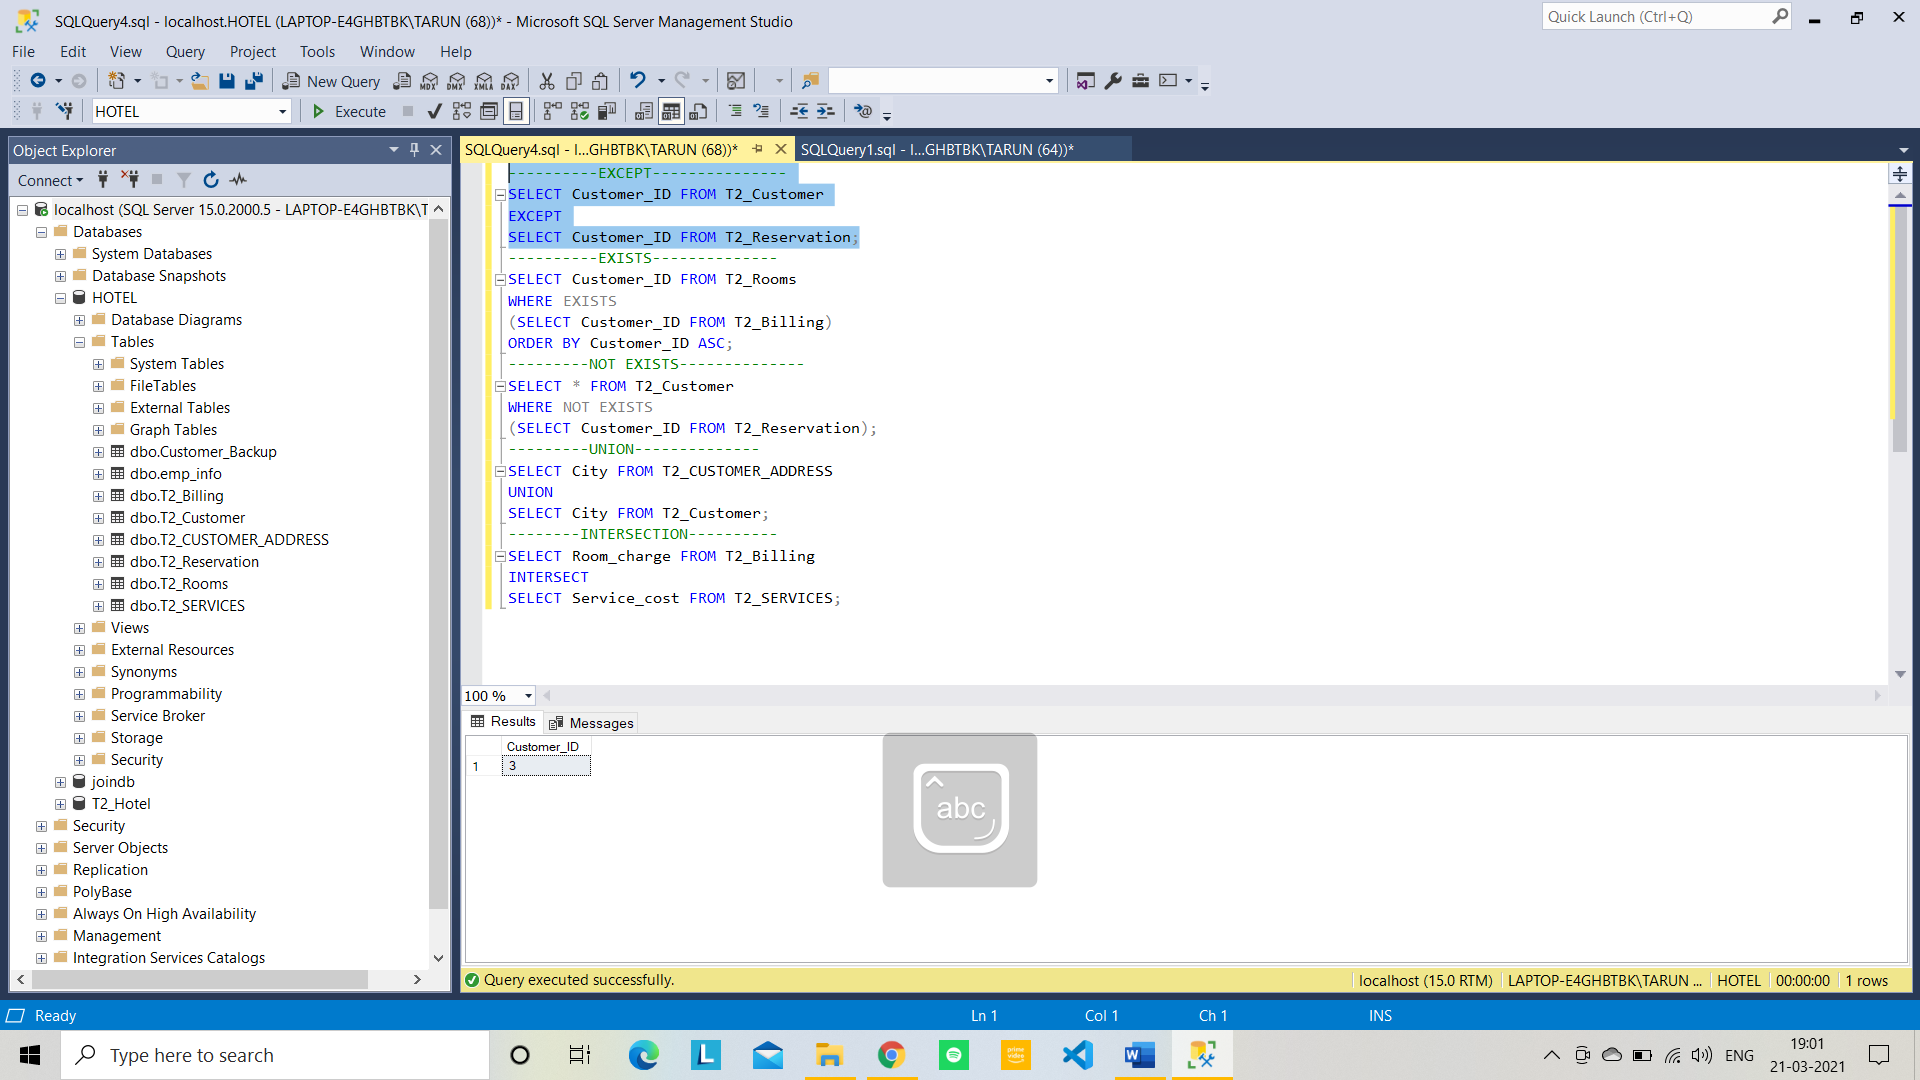 SQLQuery4.sql - localhost.HOTEL (LAPTOP-E4GHBTBK\TARUN (68))* - Microsoft SQL Server Management Studio
Quick Launch (Ctrl+Q)
File Edit View Query Project Tools Window Help
New Query MDX DMX XMLA DAX
HOTEL Execute
Object Explorer
Connect
localhost (SQL Server 15.0.2000.5 - LAPTOP-E4GHBTBK\T
Databases
System Databases
Database Snapshots
HOTEL
Database Diagrams
Tables
System Tables
FileTables
External Tables
Graph Tables
dbo.Customer_Backup
dbo.emp_info
dbo.T2_Billing
dbo.T2_Customer
dbo.T2_CUSTOMER_ADDRESS
dbo.T2_Reservation
dbo.T2_Rooms
dbo.T2_SERVICES
Views
External Resources
Synonyms
Programmability
Service Broker
Storage
Security
joindb
T2_Hotel
Security
Server Objects
Replication
PolyBase
Always On High Availability
Management
Integration Services Catalogs
SQLQuery4.sql - l...GHBTBK\TARUN (68))* SQLQuery1.sql - l...GHBTBK\TARUN (64))*
----------EXCEPT---------------
SELECT Customer_ID FROM T2_Customer
EXCEPT
SELECT Customer_ID FROM T2_Reservation;
----------EXISTS--------------
SELECT Customer_ID FROM T2_Rooms
WHERE EXISTS
(SELECT Customer_ID FROM T2_Billing)
ORDER BY Customer_ID ASC;
---------NOT EXISTS--------------
SELECT * FROM T2_Customer
WHERE NOT EXISTS
(SELECT Customer_ID FROM T2_Reservation);
---------UNION--------------
SELECT City FROM T2_CUSTOMER_ADDRESS
UNION
SELECT City FROM T2_Customer;
--------INTERSECTION----------
SELECT Room_charge FROM T2_Billing
INTERSECT
SELECT Service_cost FROM T2_SERVICES;
100 %
Results Messages
Customer_ID
1 3
abc
Query executed successfully. localhost (15.0 RTM) LAPTOP-E4GHBTBK\TARUN ... HOTEL 00:00:00 1 rows
Ready Ln 1 Col 1 Ch 1 INS
Type here to search
L
prime video
W
ENG
19:01
21-03-2021